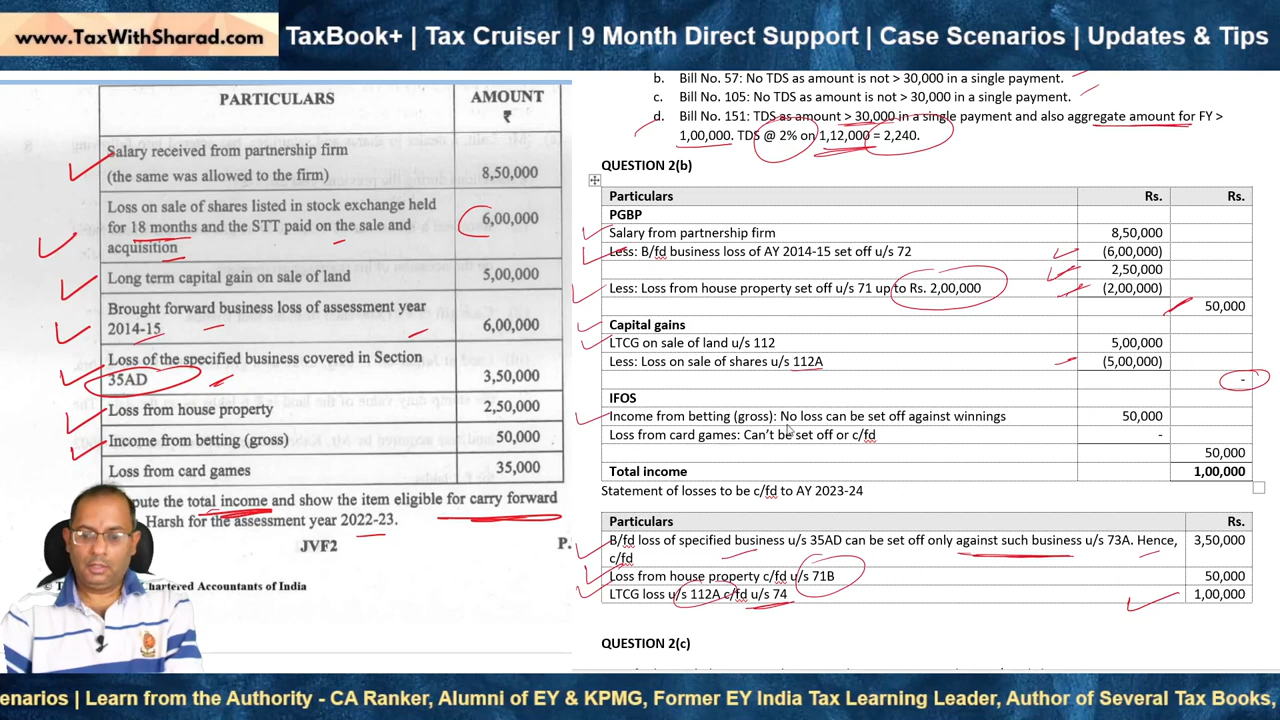 www.TaxWithSharad.com
TaxBook+ | Tax Cruiser | 9 Month Direct Support | Case Scenarios | Updates & Tips
PARTICULARS AMOUNT
₹
Salary received from partnership firm
(the same was allowed to the firm) 8,50,000
Loss on sale of shares listed in stock exchange held
for 18 months and the STT paid on the sale and 6,00,000
acquisition
Long term capital gain on sale of land 5,00,000
Brought forward business loss of assessment year
2014-15 6,00,000
Loss of the specified business covered in Section
35AD 3,50,000
Loss from house property 2,50,000
Income from betting (gross) 50,000
Loss from card games 35,000
pute the total income and show the item eligible for carry forward
Harsh for the assessment year 2022-23.
JVF2 P.
hartered Accountants of India
b. Bill No. 57: No TDS as amount is not > 30,000 in a single payment.
c. Bill No. 105: No TDS as amount is not > 30,000 in a single payment.
d. Bill No. 151: TDS as amount > 30,000 in a single payment and also aggregate amount for FY >
1,00,000. TDS @ 2% on 1,12,000 = 2,240.
QUESTION 2(b)
Particulars Rs. Rs.
PGBP
Salary from partnership firm 8,50,000
Less: B/fd business loss of AY 2014-15 set off u/s 72 (6,00,000)
2,50,000
Less: Loss from house property set off u/s 71 up to Rs. 2,00,000 (2,00,000)
50,000
Capital gains
LTCG on sale of land u/s 112 5,00,000
Less: Loss on sale of shares u/s 112A (5,00,000)
-
IFOS
Income from betting (gross): No loss can be set off against winnings 50,000
Loss from card games: Can't be set off or c/fd -
50,000
Total income 1,00,000
Statement of losses to be c/fd to AY 2023-24
Particulars Rs.
B/fd loss of specified business u/s 35AD can be set off only against such business u/s 73A. Hence, 3,50,000
c/fd
Loss from house property c/fd u/s 71B 50,000
LTCG loss u/s 112A c/fd u/s 74 1,00,000
QUESTION 2(c)
enarios | Learn from the Authority - CA Ranker, Alumni of EY & KPMG, Former EY India Tax Learning Leader, Author of Several Tax Books,